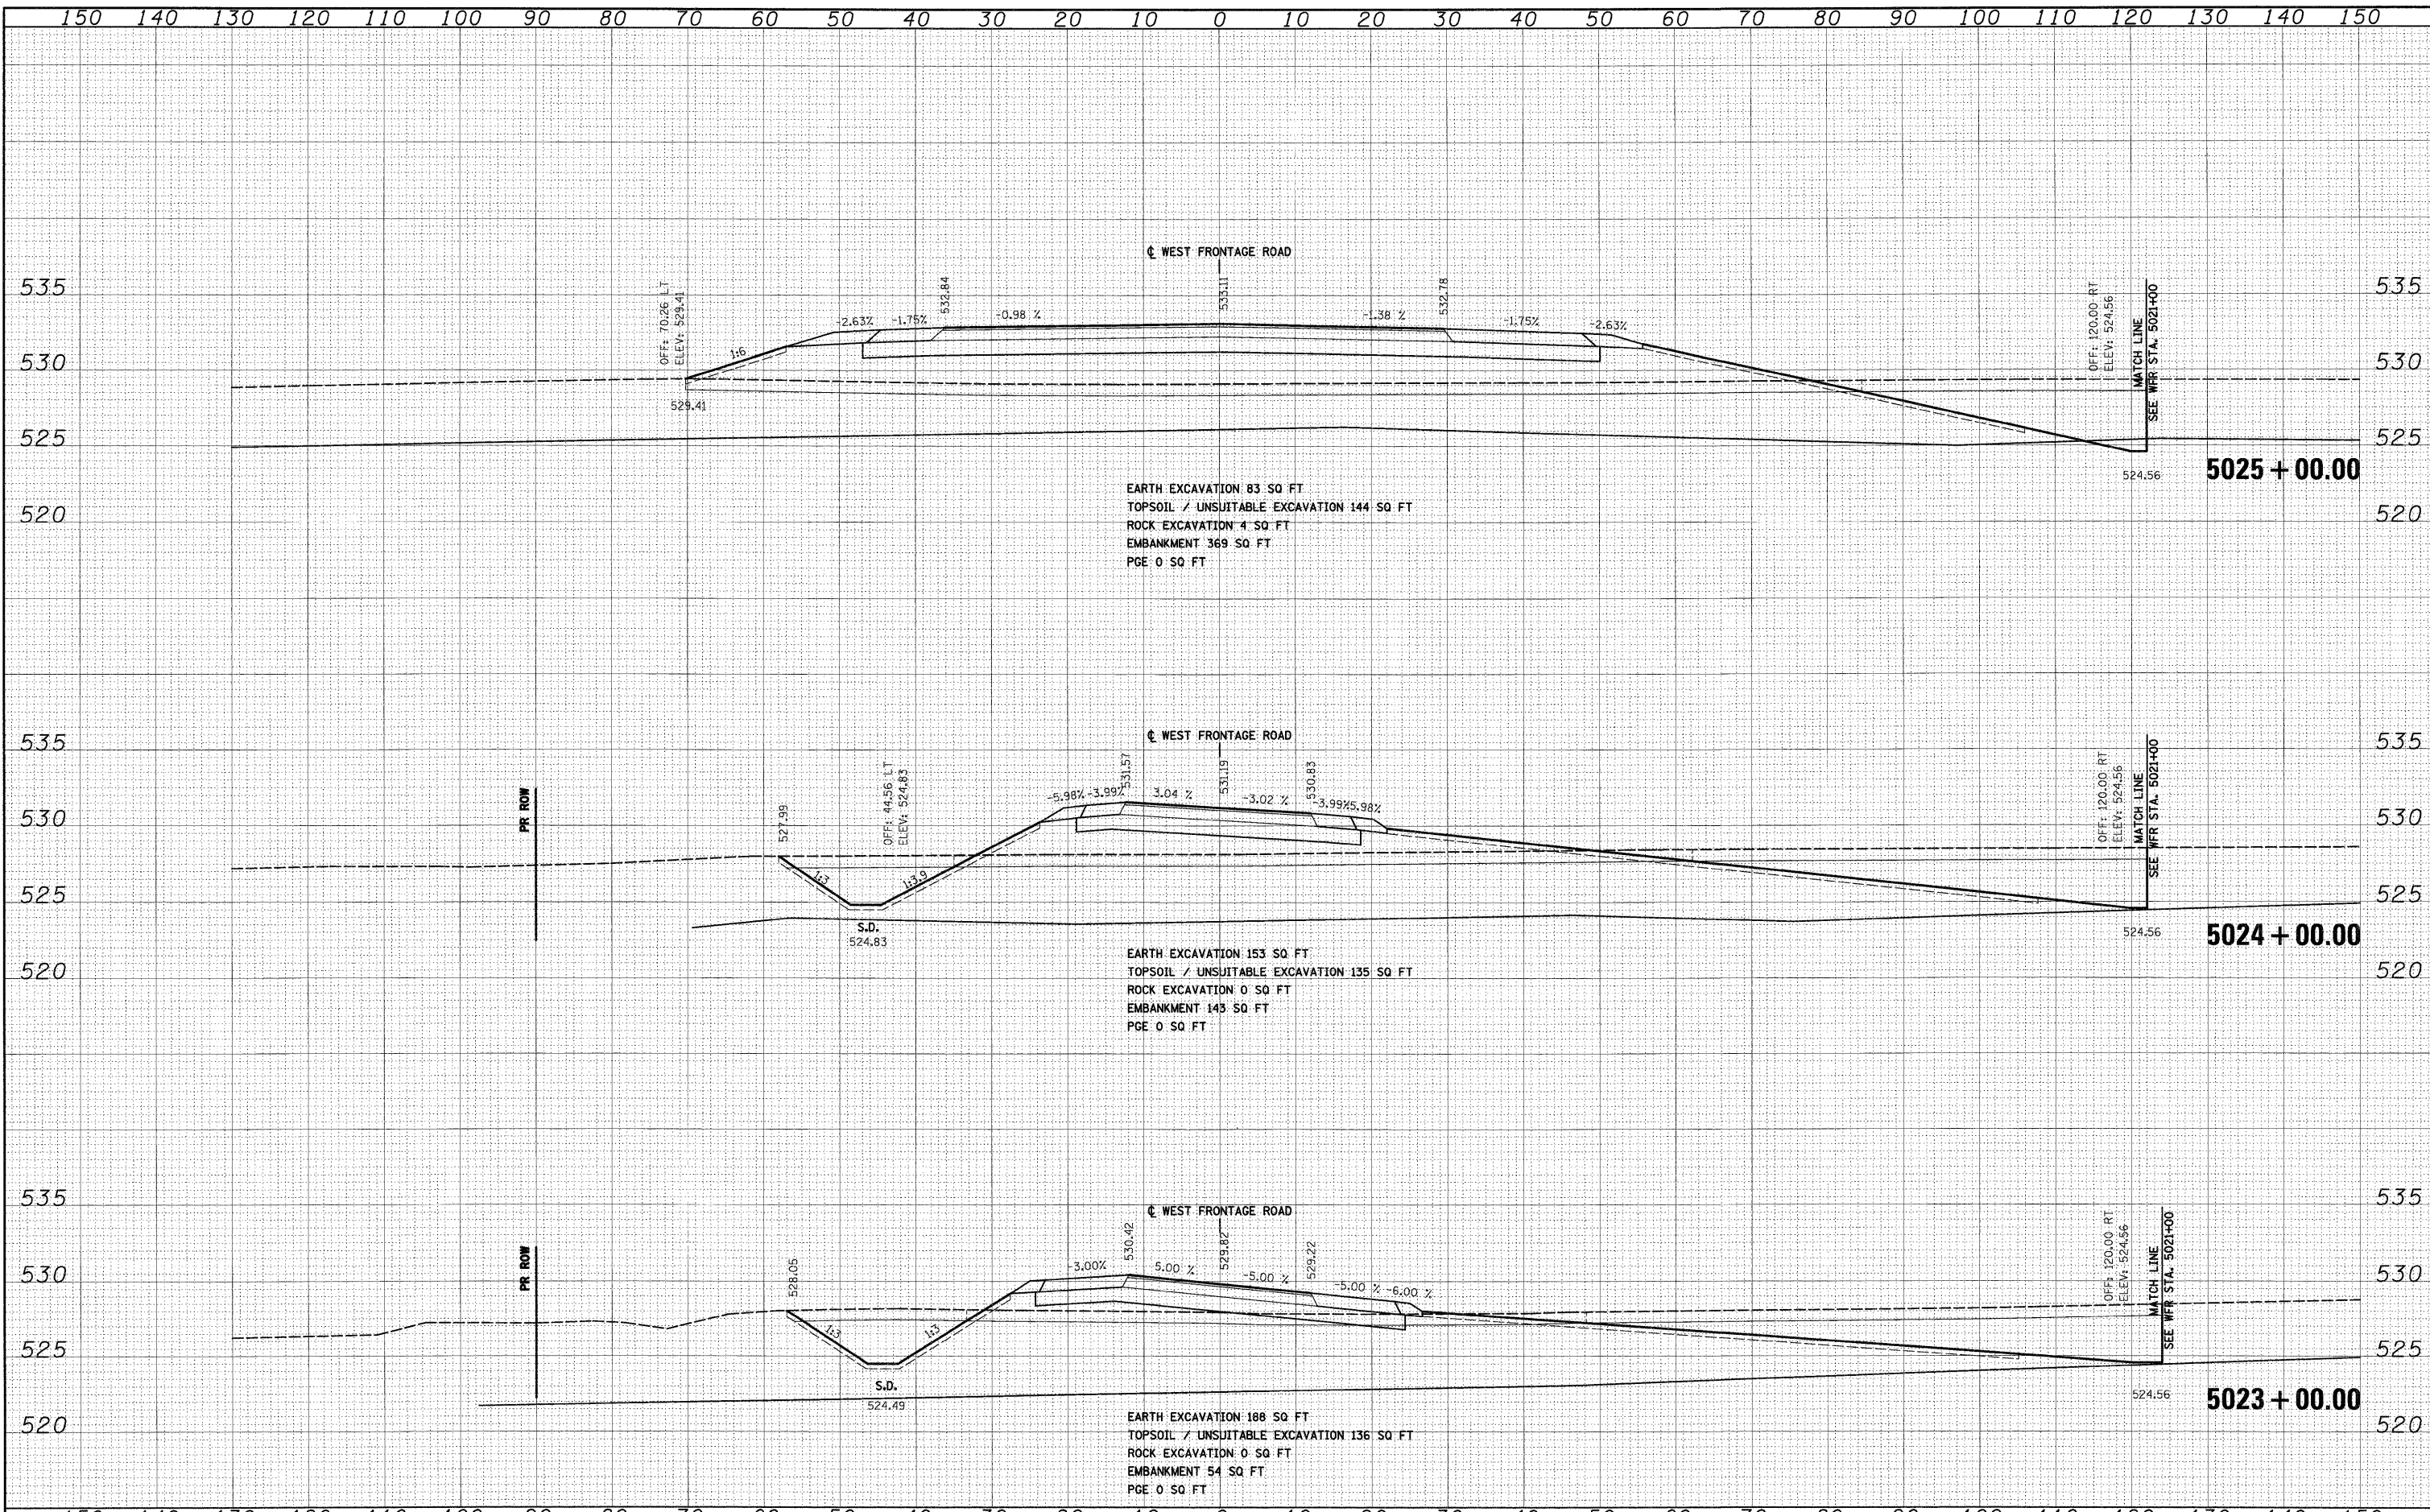 150 140 130 120 110 100 90 80 70 60 50 40 30 20 10 0 10 20 30 40 50 60 70 80 90 100 110 120 130 140 150
℄ WEST FRONTAGE ROAD
535
535
530
530
525
525
520
520
OFF: 70.26 LT
ELEV: 529.41
1:6
529.41
-2.63%
-1.75%
532.84
-0.98 %
533.11
-1.38 %
532.78
-1.75%
-2.63%
OFF: 120.00 RT
ELEV: 524.56
MATCH LINE
SEE WFR STA. 5021+00
524.56
5025 + 00.00
EARTH EXCAVATION 83 SQ FT
TOPSOIL / UNSUITABLE EXCAVATION 144 SQ FT
ROCK EXCAVATION 4 SQ FT
EMBANKMENT 369 SQ FT
PGE 0 SQ FT
℄ WEST FRONTAGE ROAD
535
535
530
530
525
525
520
520
PR ROW
527.99
1:3
OFF: 44.56 LT
ELEV: 524.83
1:3.9
S.D.
524.83
-5.98%
-3.99%
531.57
3.04 %
531.19
-3.02 %
530.83
-3.99%
-5.98%
OFF: 120.00 RT
ELEV: 524.56
MATCH LINE
SEE WFR STA. 5021+00
524.56
5024 + 00.00
EARTH EXCAVATION 153 SQ FT
TOPSOIL / UNSUITABLE EXCAVATION 135 SQ FT
ROCK EXCAVATION 0 SQ FT
EMBANKMENT 143 SQ FT
PGE 0 SQ FT
℄ WEST FRONTAGE ROAD
535
535
530
530
525
525
520
520
PR ROW
528.05
1:3
1:3
S.D.
524.49
-3.00%
530.42
5.00 %
529.82
-5.00 %
529.22
-5.00 %
-6.00 %
OFF: 120.00 RT
ELEV: 524.56
MATCH LINE
SEE WFR STA. 5021+00
524.56
5023 + 00.00
EARTH EXCAVATION 188 SQ FT
TOPSOIL / UNSUITABLE EXCAVATION 136 SQ FT
ROCK EXCAVATION 0 SQ FT
EMBANKMENT 54 SQ FT
PGE 0 SQ FT